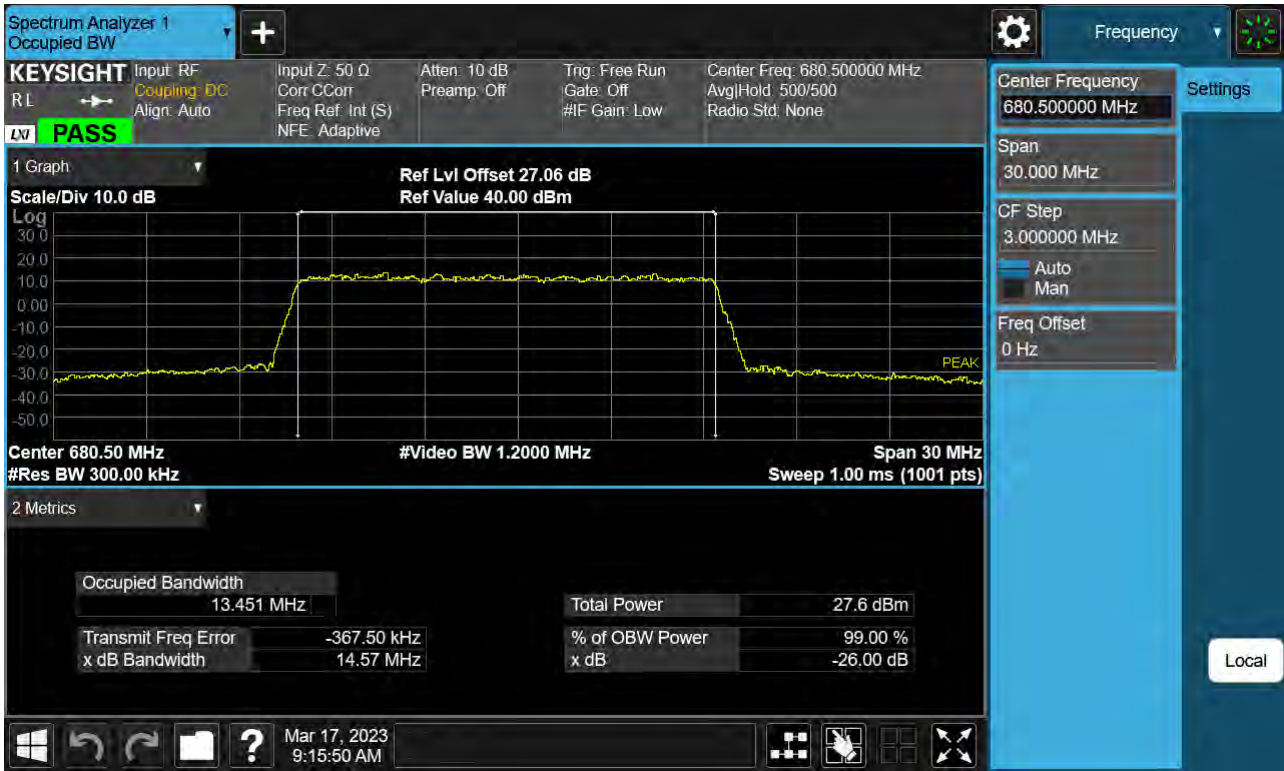 Spectrum Analyzer 1
Occupied BW
+
Frequency
KEYSIGHT
R L
LXI
PASS
Input: RF
Coupling: DC
Align: Auto
Input Z: 50 Ω
Corr CCorr
Freq Ref: Int (S)
NFE: Adaptive
Atten: 10 dB
Preamp: Off
Trig: Free Run
Gate: Off
#IF Gain: Low
Center Freq: 680.500000 MHz
Avg|Hold: 500/500
Radio Std: None
Center Frequency
680.500000 MHz
Settings
Span
30.000 MHz
CF Step
3.000000 MHz
Auto
Man
Freq Offset
0 Hz
Local
1 Graph
Ref Lvl Offset 27.06 dB
Scale/Div 10.0 dB
Ref Value 40.00 dBm
Log
30.0
20.0
10.0
0.00
-10.0
-20.0
-30.0
-40.0
-50.0
PEAK
Center 680.50 MHz
#Video BW 1.2000 MHz
Span 30 MHz
#Res BW 300.00 kHz
Sweep 1.00 ms (1001 pts)
2 Metrics
Occupied Bandwidth
13.451 MHz
Total Power 27.6 dBm
Transmit Freq Error -367.50 kHz
% of OBW Power 99.00 %
x dB Bandwidth 14.57 MHz
x dB -26.00 dB
?
Mar 17, 2023
9:15:50 AM